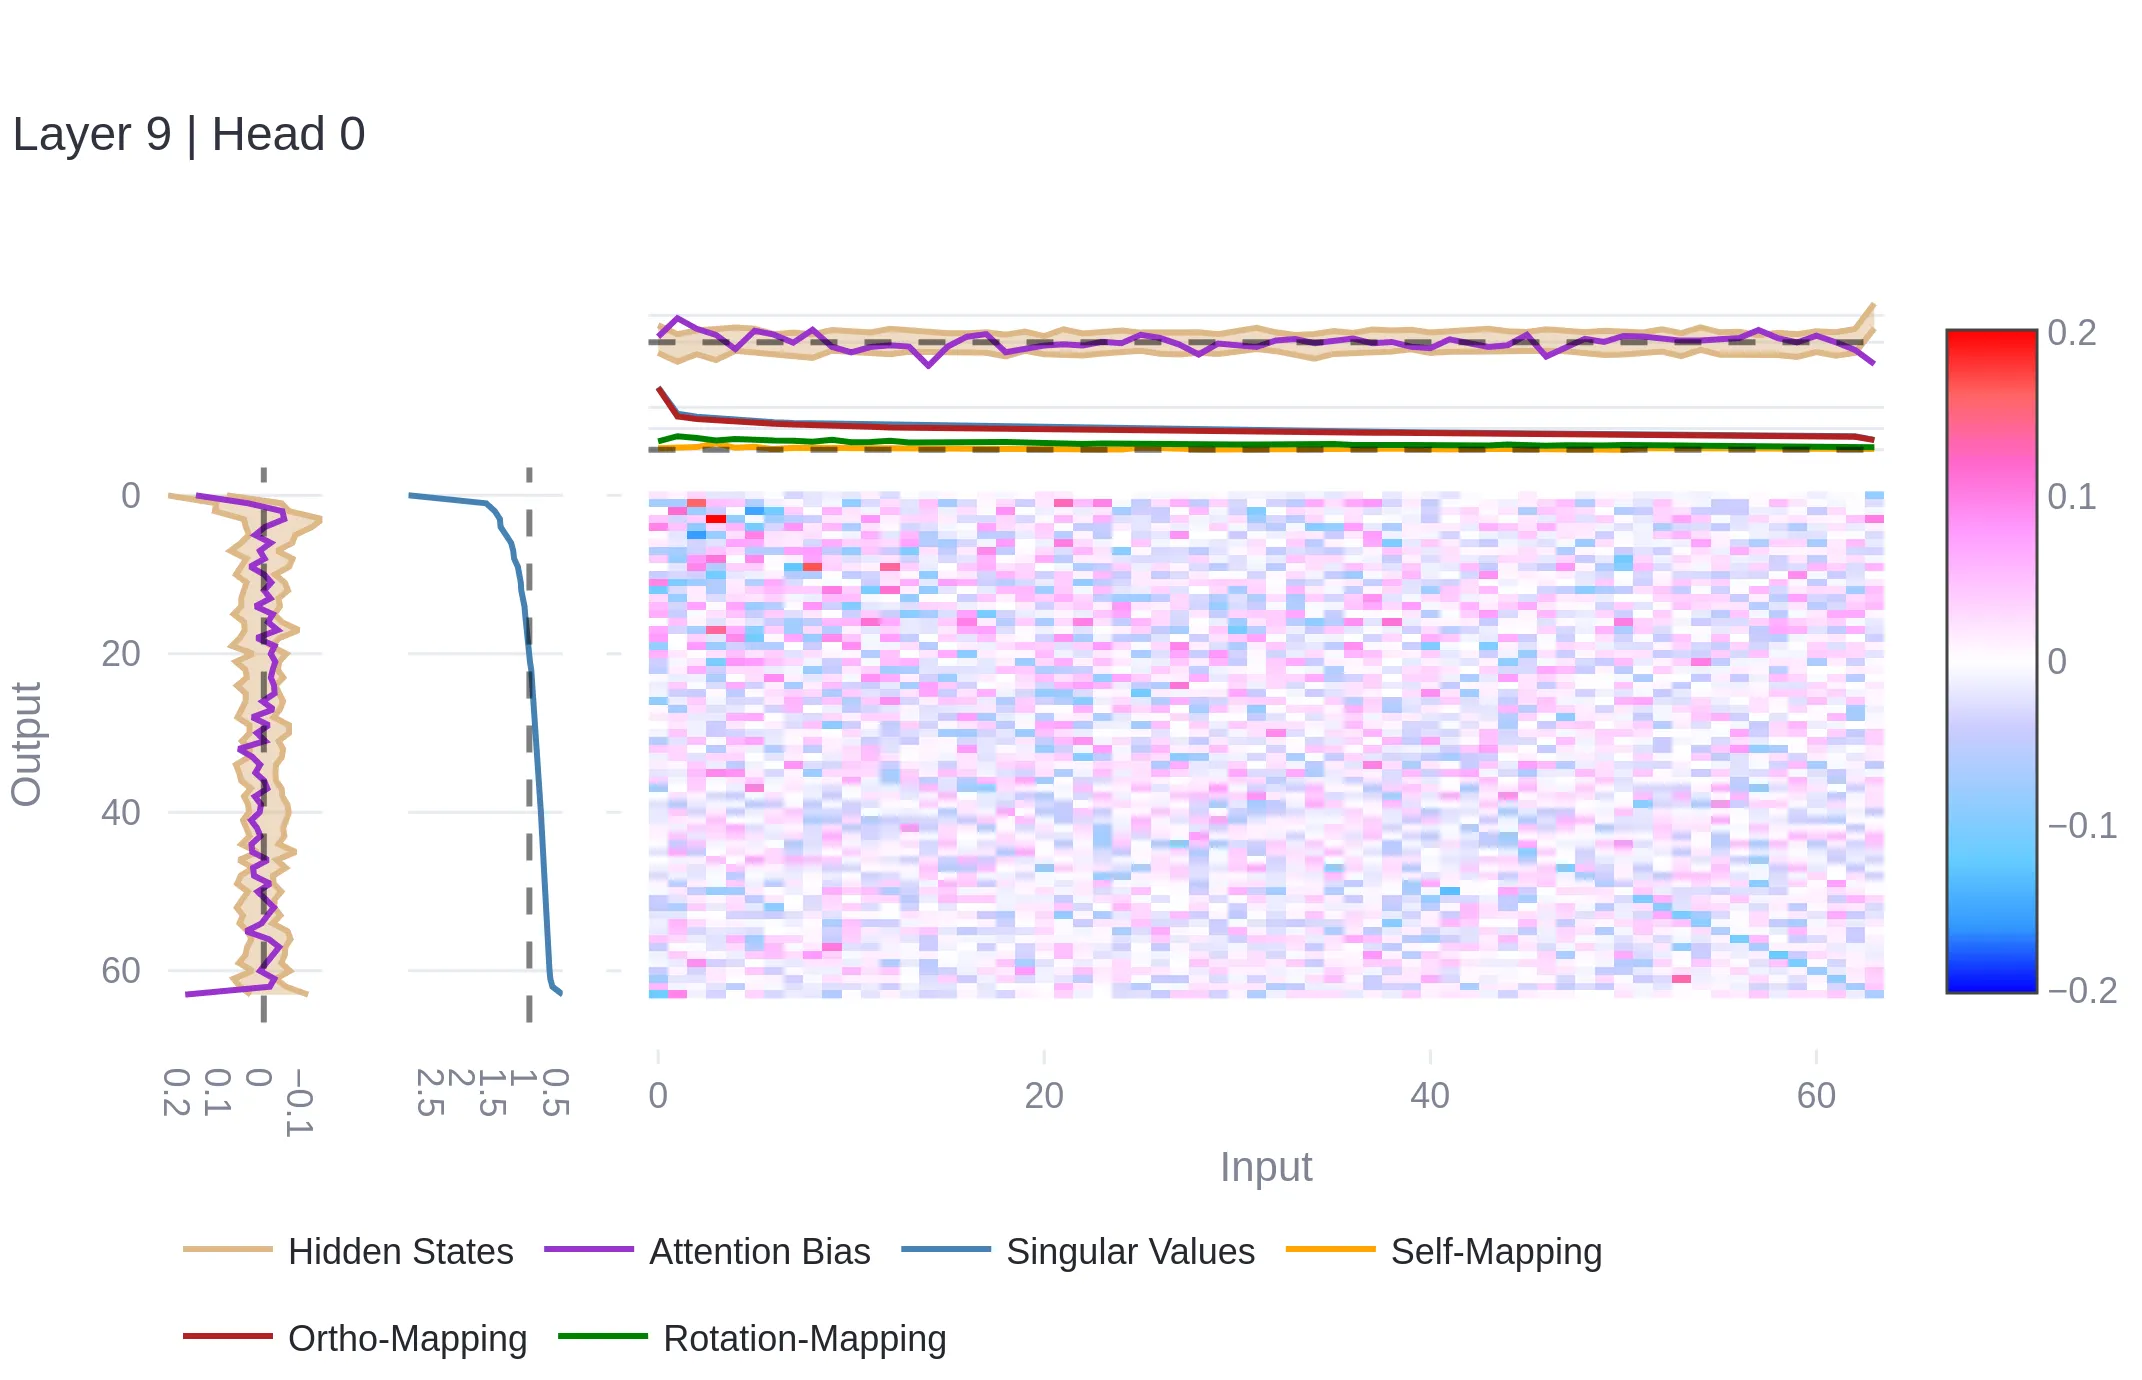 Layer 9 | Head 0
0.2
0.1
0
−0.1
−0.2
0
20
40
60
Output
0.2
0.1
0
−0.1
2.5
2
1.5
1
0.5
0
20
40
60
Input
Hidden States
Attention Bias
Singular Values
Self-Mapping
Ortho-Mapping
Rotation-Mapping